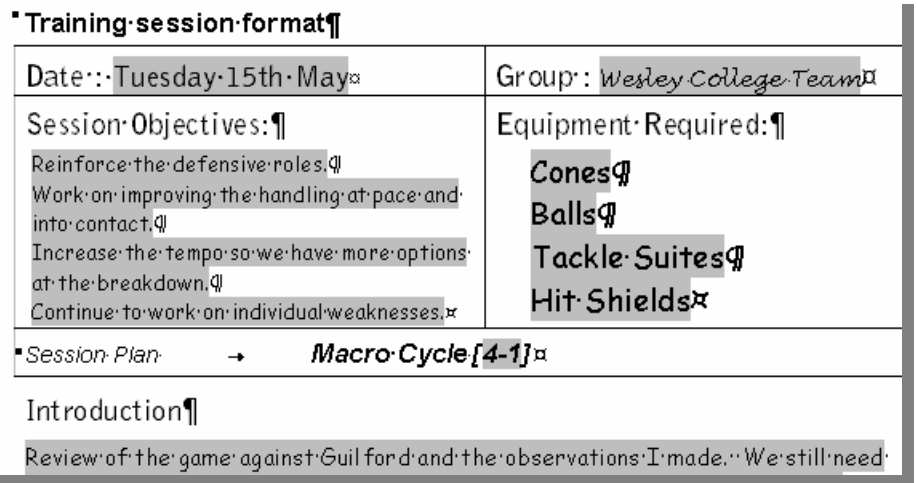 Training session format
Date : Tuesday 15th May
Group : Wesley College Team
Session Objectives:
Reinforce the defensive roles.
Work on improving the handling at pace and
into contact.
Increase the tempo so we have more options
at the breakdown.
Continue to work on individual weaknesses.
Equipment Required:
Cones
Balls
Tackle Suites
Hit Shields
Session Plan → Macro Cycle [4-1]
Introduction
Review of the game against Guilford and the observations I made. We still need